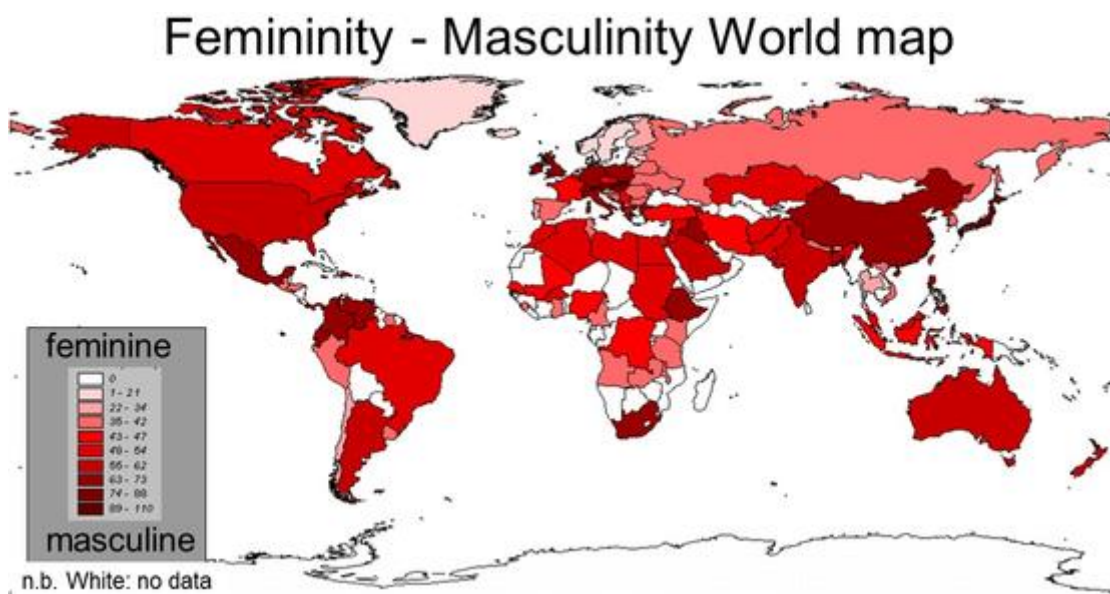 Femininity - Masculinity World map
feminine
0
1 - 21
22 - 34
35 - 42
43 - 47
48 - 54
55 - 62
63 - 73
74 - 88
89 - 110
masculine
n.b. White: no data